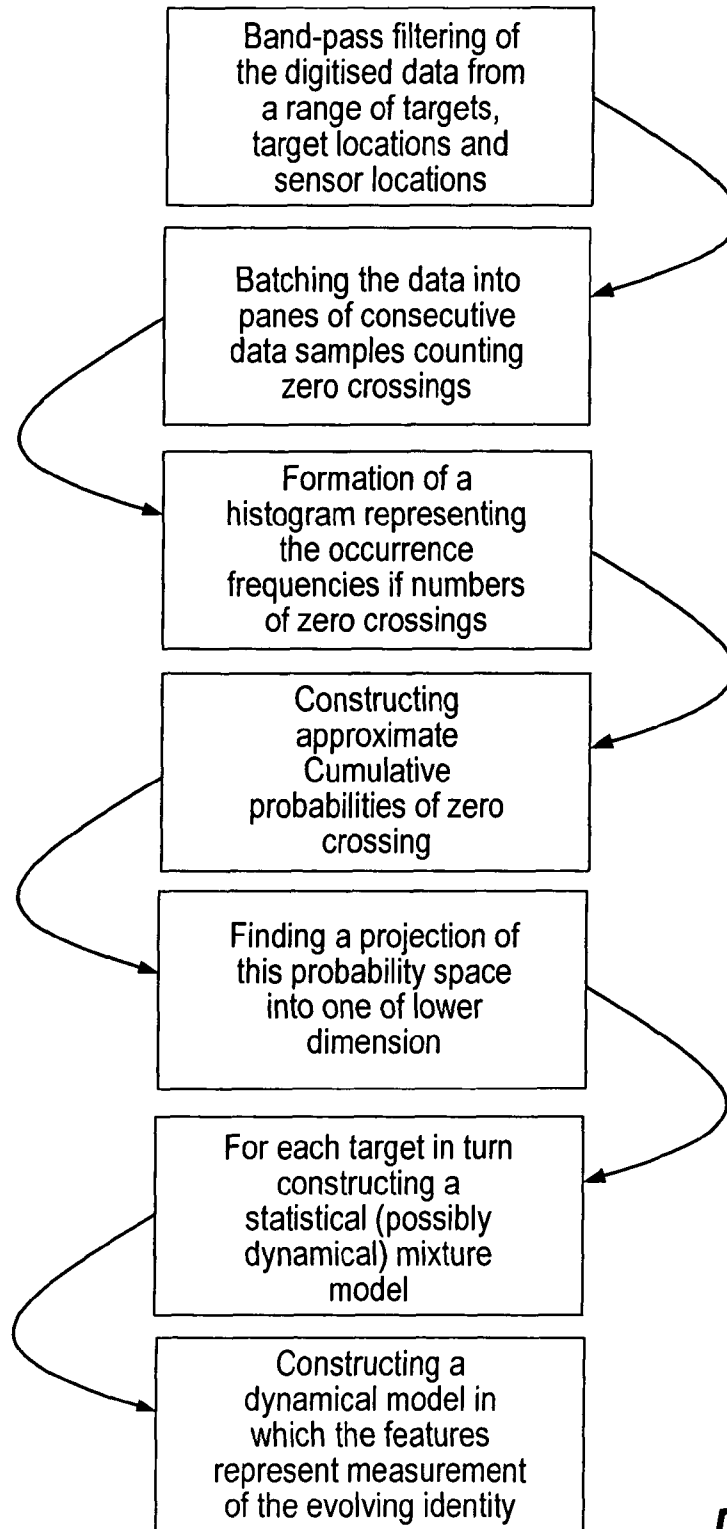 Band-pass filtering of
the digitised data from
a range of targets,
target locations and
sensor locations
Batching the data into
panes of consecutive
data samples counting
zero crossings
Formation of a
histogram representing
the occurrence
frequencies if numbers
of zero crossings
Constructing
approximate
Cumulative
probabilities of zero
crossing
Finding a projection of
this probability space
into one of lower
dimension
For each target in turn
constructing a
statistical (possibly
dynamical) mixture
model
Constructing a
dynamical model in
which the features
represent measurement
of the evolving identity